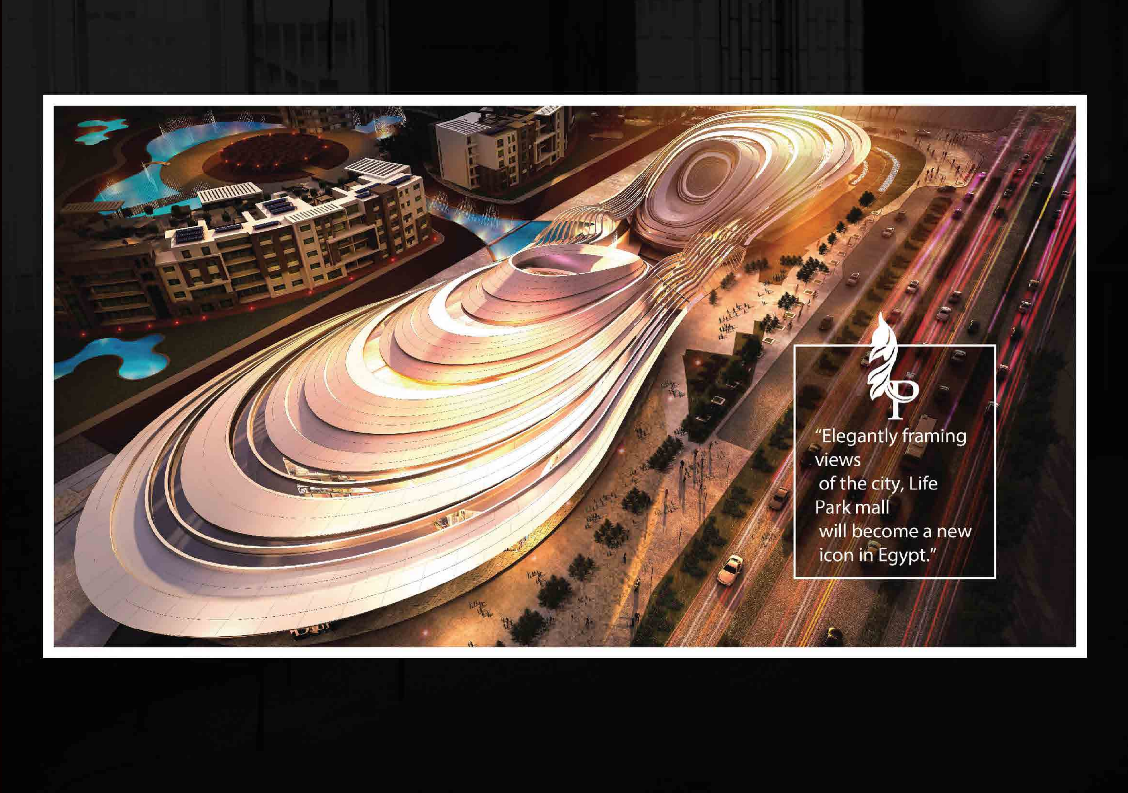 P
“Elegantly framing
views
of the city, Life
Park mall
will become a new
icon in Egypt.”